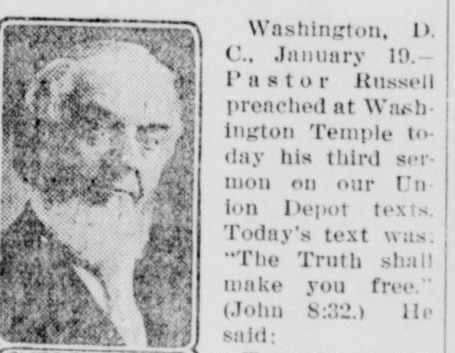 Washington, D.
C., January 19.—
Pastor Russell
preached at Wash-
ington Temple to-
day his third ser-
mon on our Un-
ion Depot texts.
Today's text was:
"The Truth shall
make you free."
(John 8:32.) He
said: